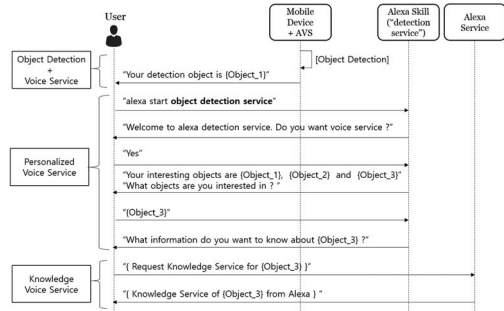 User
Mobile
Device
+ AVS
Alexa Skill
("detection
service")
Alexa
Service
Object Detection
+
Voice Service
[Object Detection]
"Your detection object is {Object_1}"
Personalized
Voice Service
"alexa start object detection service"
"Welcome to alexa detection service. Do you want voice service ?"
"Yes"
"Your interesting objects are {Object_1}, {Object_2} and {Object_3}"
"What objects are you interested in ? "
"{Object_3}"
"What information do you want to know about {Object_3} ?"
Knowledge
Voice Service
"{ Request Knowledge Service for {Object_3} }"
"{ Knowledge Service of {Object_3} from Alexa } "